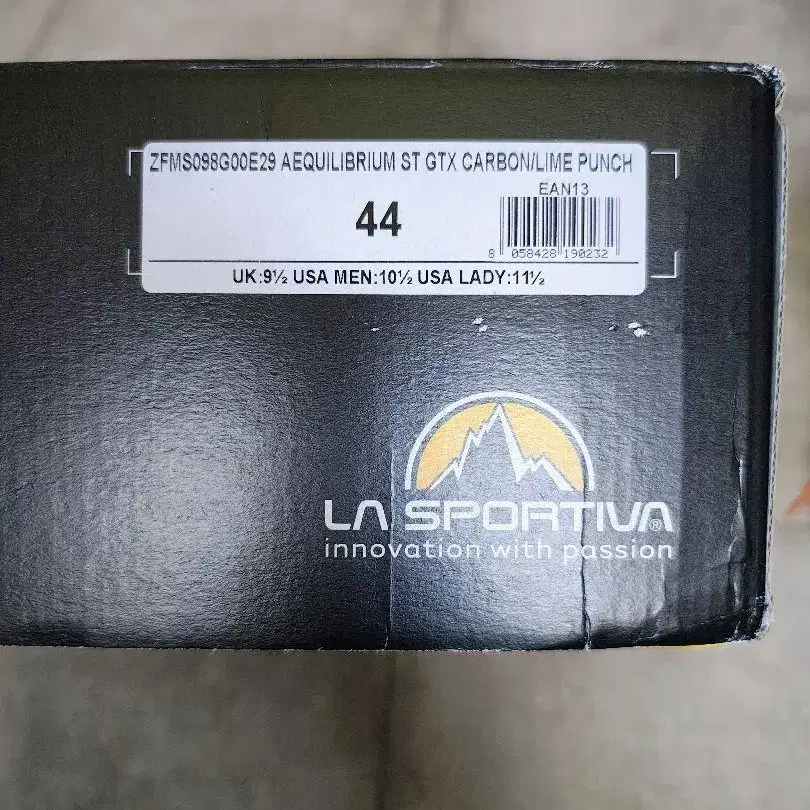 ZFMS098G00E29 AEQUILIBRIUM ST GTX CARBON/LIME PUNCH
EAN13
44
8 058428 190232
UK:9½ USA MEN:10½ USA LADY:11½
LA SPORTIVA®
innovation with passion